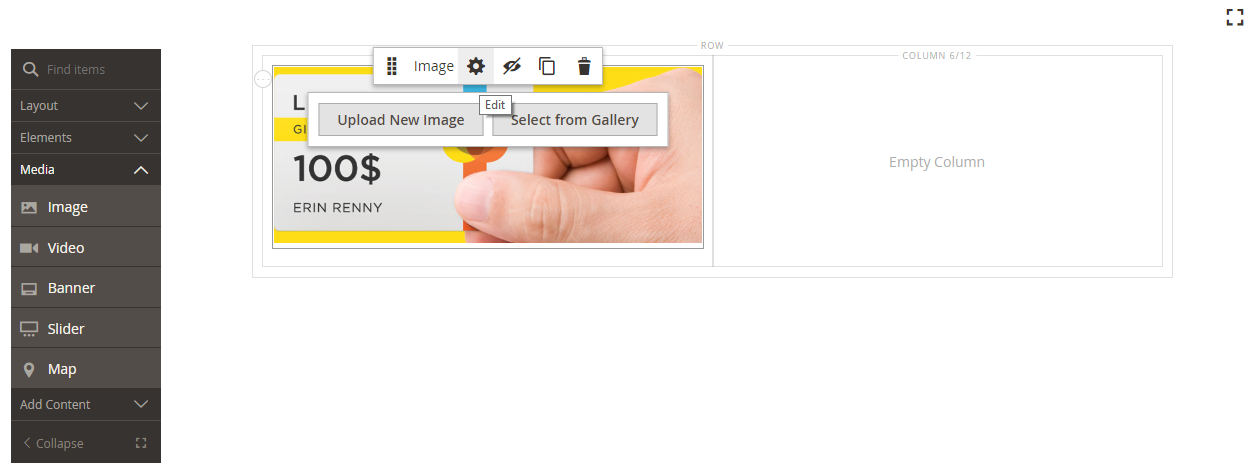 Find items
Layout
Elements
Media
Image
Video
Banner
Slider
Map
Add Content
Collapse
ROW
COLUMN 6/12
Image
Edit
Upload New Image
Select from Gallery
L
GI
100$
ERIN RENNY
Empty Column